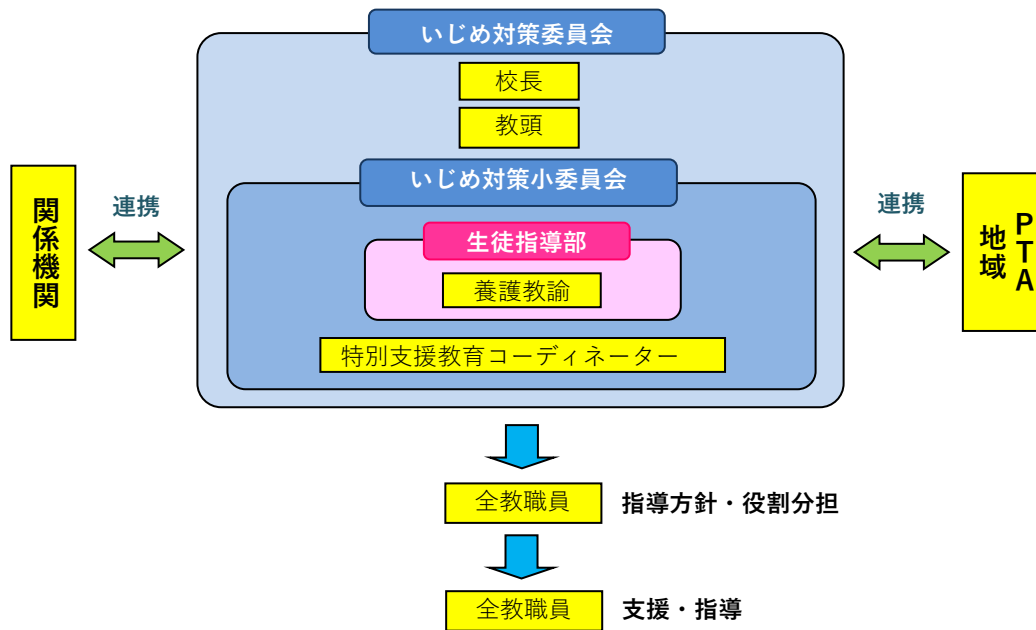 いじめ対策委員会
校長
教頭
いじめ対策小委員会
生徒指導部
養護教諭
特別支援教育コーディネーター
関係機関
連携
連携
PTA
地域
全教職員
指導方針・役割分担
全教職員
支援・指導